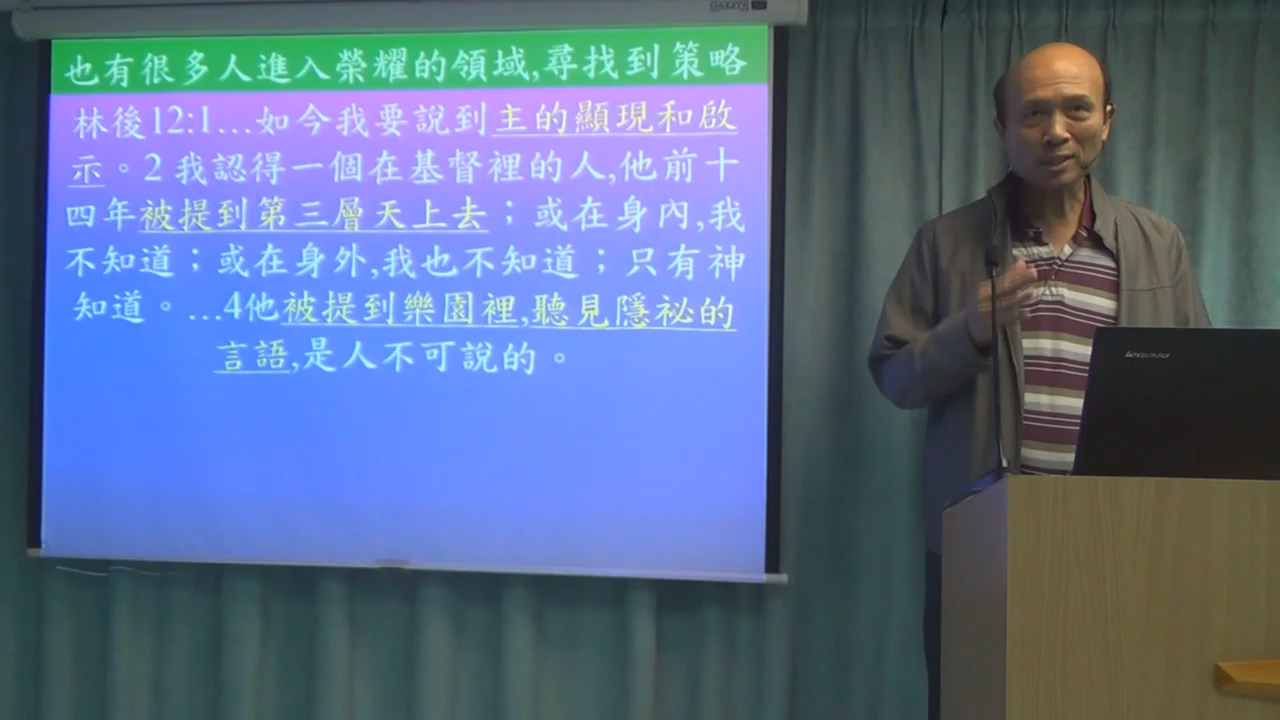 也有很多人進入榮耀的領域,尋找到策略
林後12:1…如今我要說到主的顯現和啟
示。2 我認得一個在基督裡的人,他前十
四年被提到第三層天上去；或在身內,我
不知道；或在身外,我也不知道；只有神
知道。…4他被提到樂園裡,聽見隱祕的
言語,是人不可說的。
lenovo